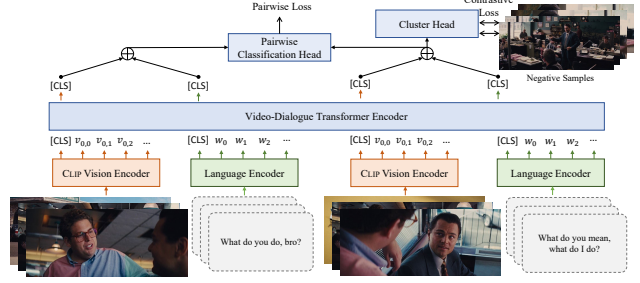 Contrastive
Pairwise Loss
Loss
Cluster Head
Pairwise
Classification Head
Negative Samples
[CLS] [CLS] [CLS] [CLS]
Video-Dialogue Transformer Encoder
[CLS] v0,0 v0,1 v0,2 ... [CLS] w0 w1 w2 ... [CLS] v0,0 v0,1 v0,2 ... [CLS] w0 w1 w2 ...
CLIP Vision Encoder
Language Encoder
CLIP Vision Encoder
Language Encoder
What do you do, bro?
What do you mean,
what do I do?